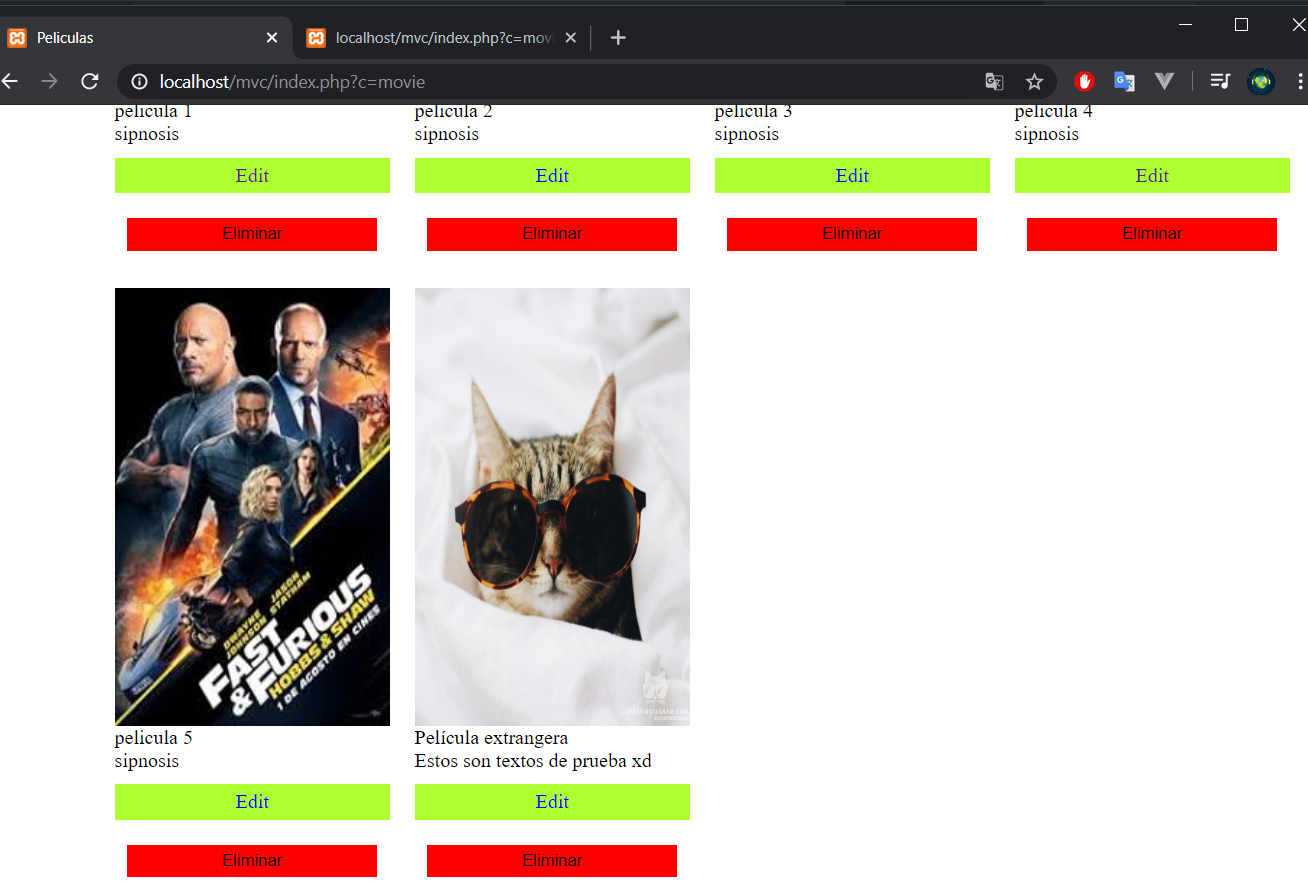 Peliculas
localhost/mvc/index.php?c=movi
localhost/mvc/index.php?c=movie
pelicula 1
sipnosis
Edit
Eliminar
pelicula 2
sipnosis
Edit
Eliminar
pelicula 3
sipnosis
Edit
Eliminar
pelicula 4
sipnosis
Edit
Eliminar
DWAYNE JOHNSON
JASON STATHAM
FAST
& FURIOUS
HOBBS & SHAW
1 DE AGOSTO EN CINES
pelicula 5
sipnosis
Edit
Eliminar
Película extrangera
Estos son textos de prueba xd
Edit
Eliminar